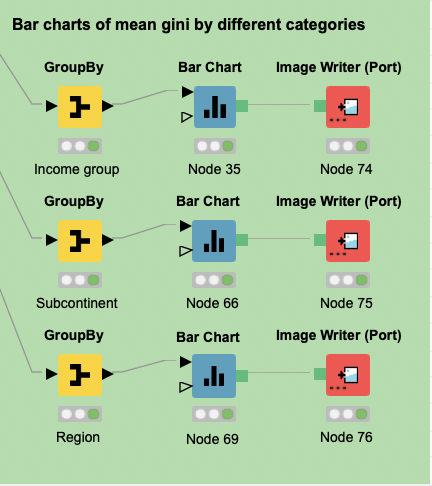 Bar charts of mean gini by different categories
GroupBy Bar Chart Image Writer (Port)
Income group Node 35 Node 74
GroupBy Bar Chart Image Writer (Port)
Subcontinent Node 66 Node 75
GroupBy Bar Chart Image Writer (Port)
Region Node 69 Node 76